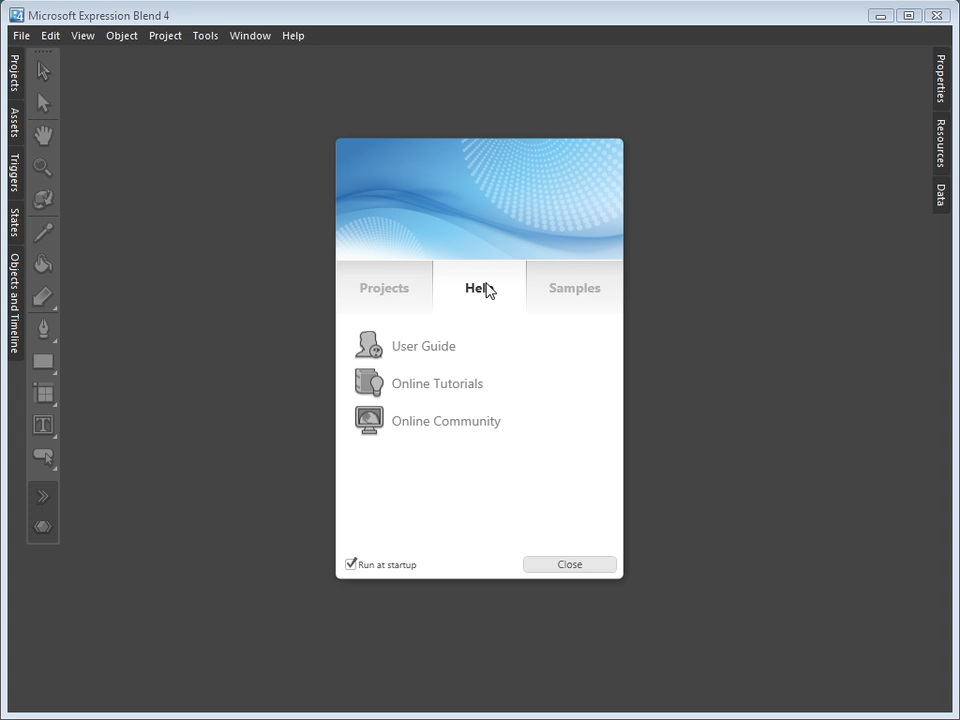 Microsoft Expression Blend 4
File Edit View Object Project Tools Window Help
Projects
Assets
Triggers
States
Objects and Timeline
Properties
Resources
Data
Projects Help Samples
User Guide
Online Tutorials
Online Community
Run at startup Close